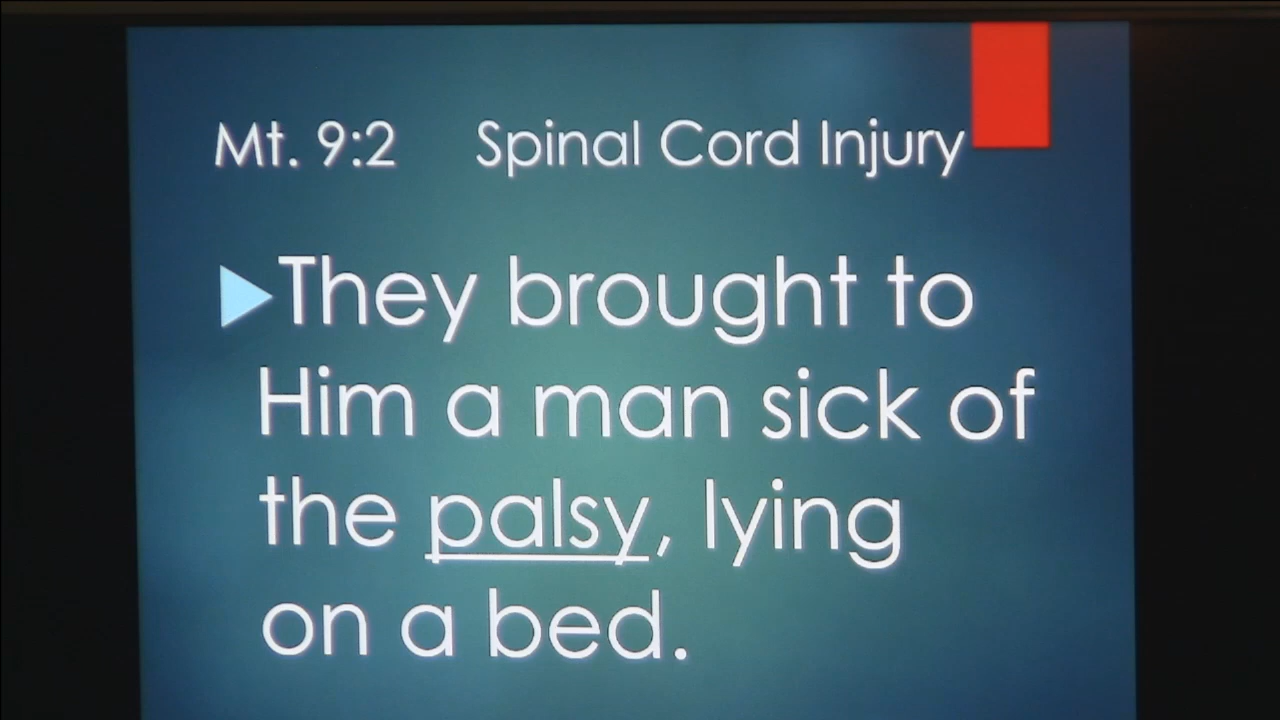 Mt. 9:2 Spinal Cord Injury
They brought to
Him a man sick of
the palsy, lying
on a bed.